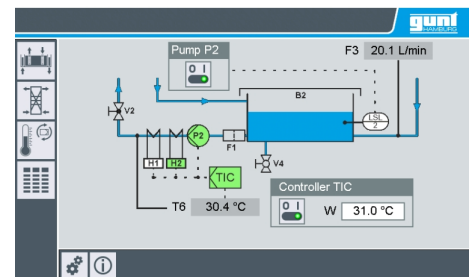 gunt
HAMBURG
Pump P2
0 I
F3 20.1 L/min
B2
V2
LSL
2
P2
H1 H2
F1
V4
TIC
T6 30.4 °C
Controller TIC
0 I
W 31.0 °C